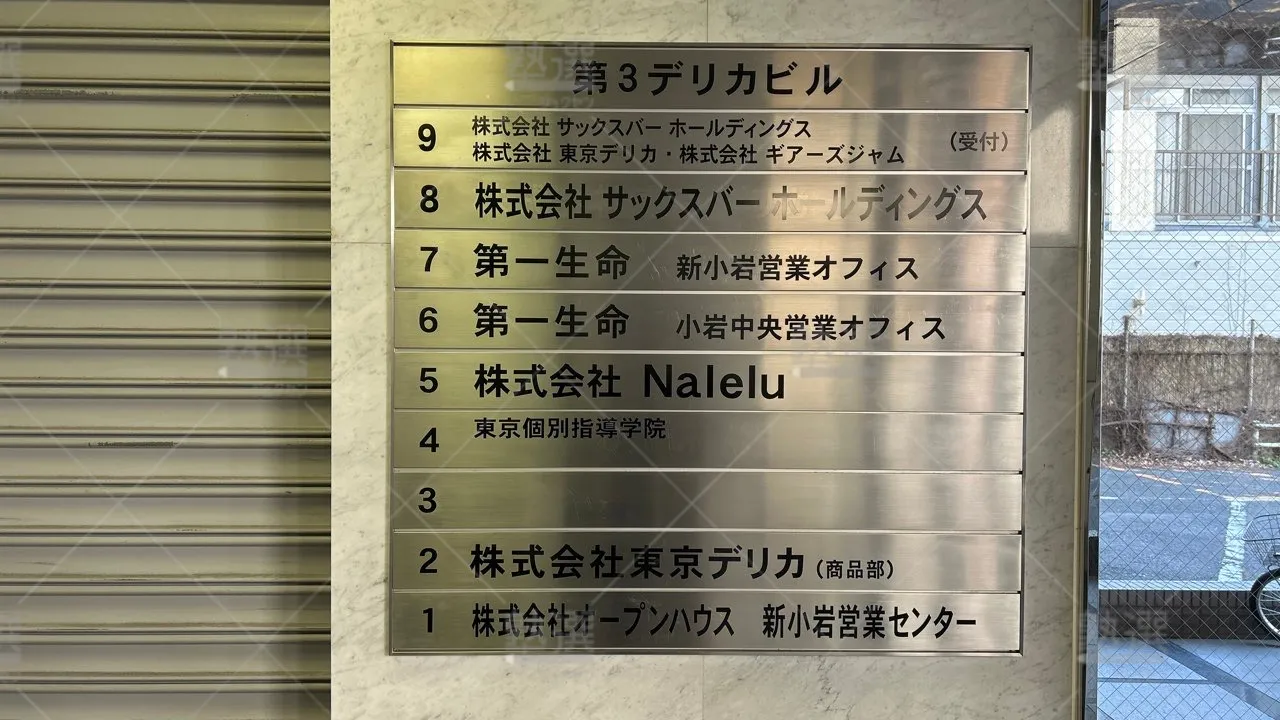 第3デリカビル
9 株式会社 サックスバー ホールディングス
株式会社 東京デリカ・株式会社 ギアーズジャム (受付)
8 株式会社 サックスバー ホールディングス
7 第一生命 新小岩営業オフィス
6 第一生命 小岩中央営業オフィス
5 株式会社 Nalelu
4 東京個別指導学院
3
2 株式会社東京デリカ(商品部)
1 株式会社オープンハウス 新小岩営業センター
塾選